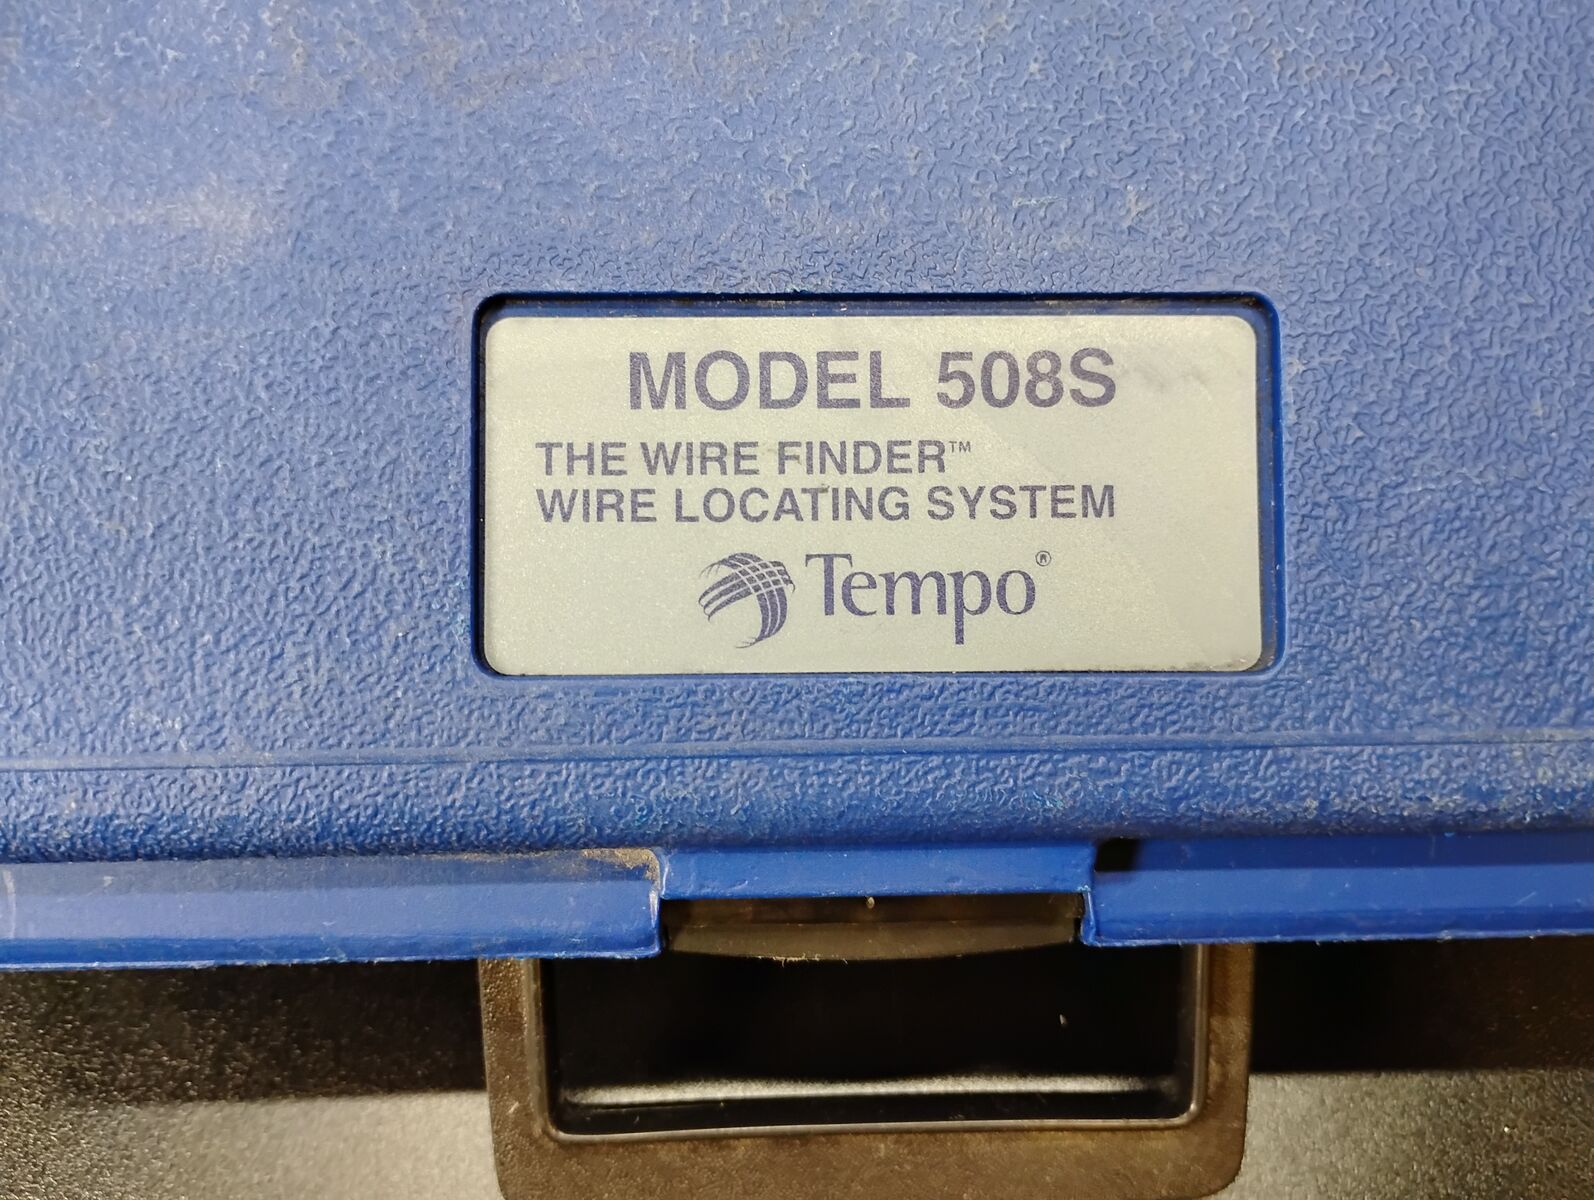 MODEL 508S
THE WIRE FINDER™
WIRE LOCATING SYSTEM
Tempo®